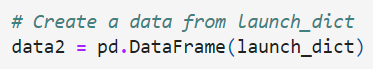 # Create a data from launch_dict
data2 = pd.DataFrame(launch_dict)